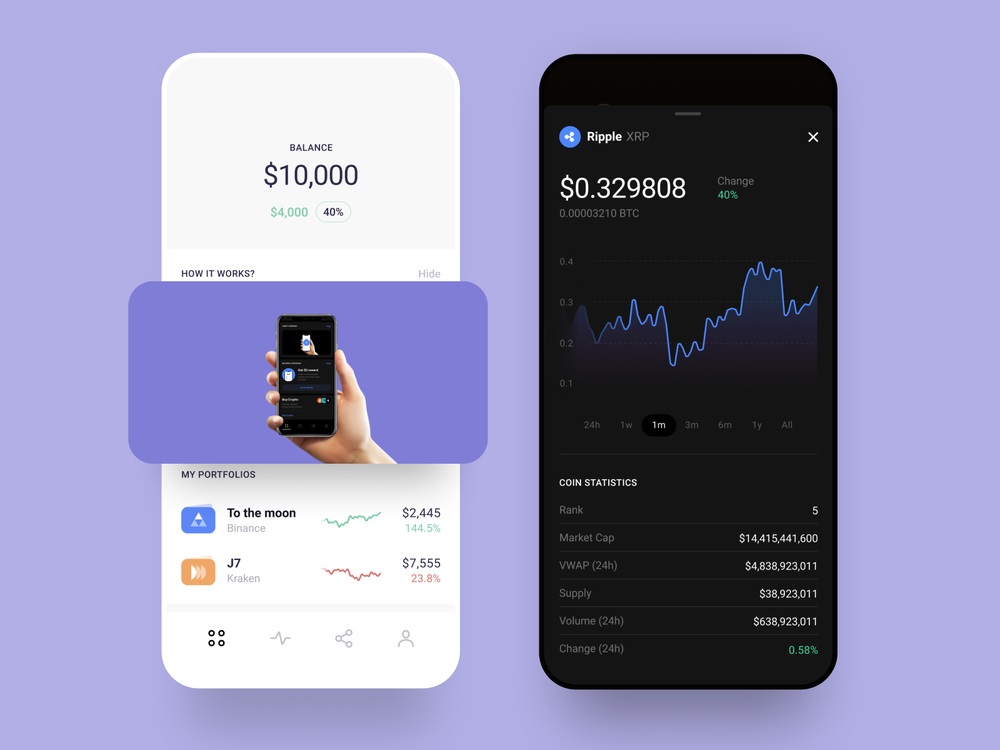 BALANCE
$10,000
$4,000 40%
HOW IT WORKS? Hide
MY PORTFOLIOS
To the moon $2,445
Binance 144.5%
J7 $7,555
Kraken 23.8%
Ripple XRP
$0.329808 Change
40%
0.00003210 BTC
0.4
0.3
0.2
0.1
24h 1w 1m 3m 6m 1y All
COIN STATISTICS
Rank 5
Market Cap $14,415,441,600
VWAP (24h) $4,838,923,011
Supply $38,923,011
Volume (24h) $638,923,011
Change (24h) 0.58%